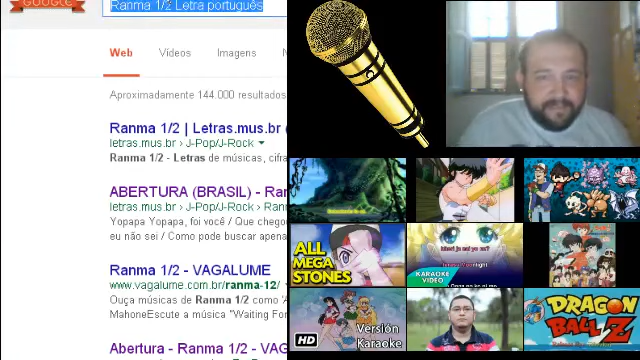 GOOGLE
Ranma 1/2 Letra português
Web Vídeos Imagens N
Aproximadamente 144.000 resultados
Ranma 1/2 | Letras.mus.br (
letras.mus.br › J-Pop/J-Rock
Ranma 1/2 - Letras de músicas, cifra
ABERTURA (BRASIL) - Ran
letras.mus.br › J-Pop/J-Rock › Ran
Yopapa Yopapa, foi você / Que chego
eu não sei / Como pode buscar apena
Ranma 1/2 - VAGALUME
www.vagalume.com.br/ranma-12/
Ouça músicas de Ranma 1/2 como 'A
MahoneEscute a música "Waiting For
Abertura - Ranma 1/2 - VAG
ALL
MEGA
STONES
KARAOKE
VIDEO
HD
Versión
Karaoke
DRAGON
BALL Z